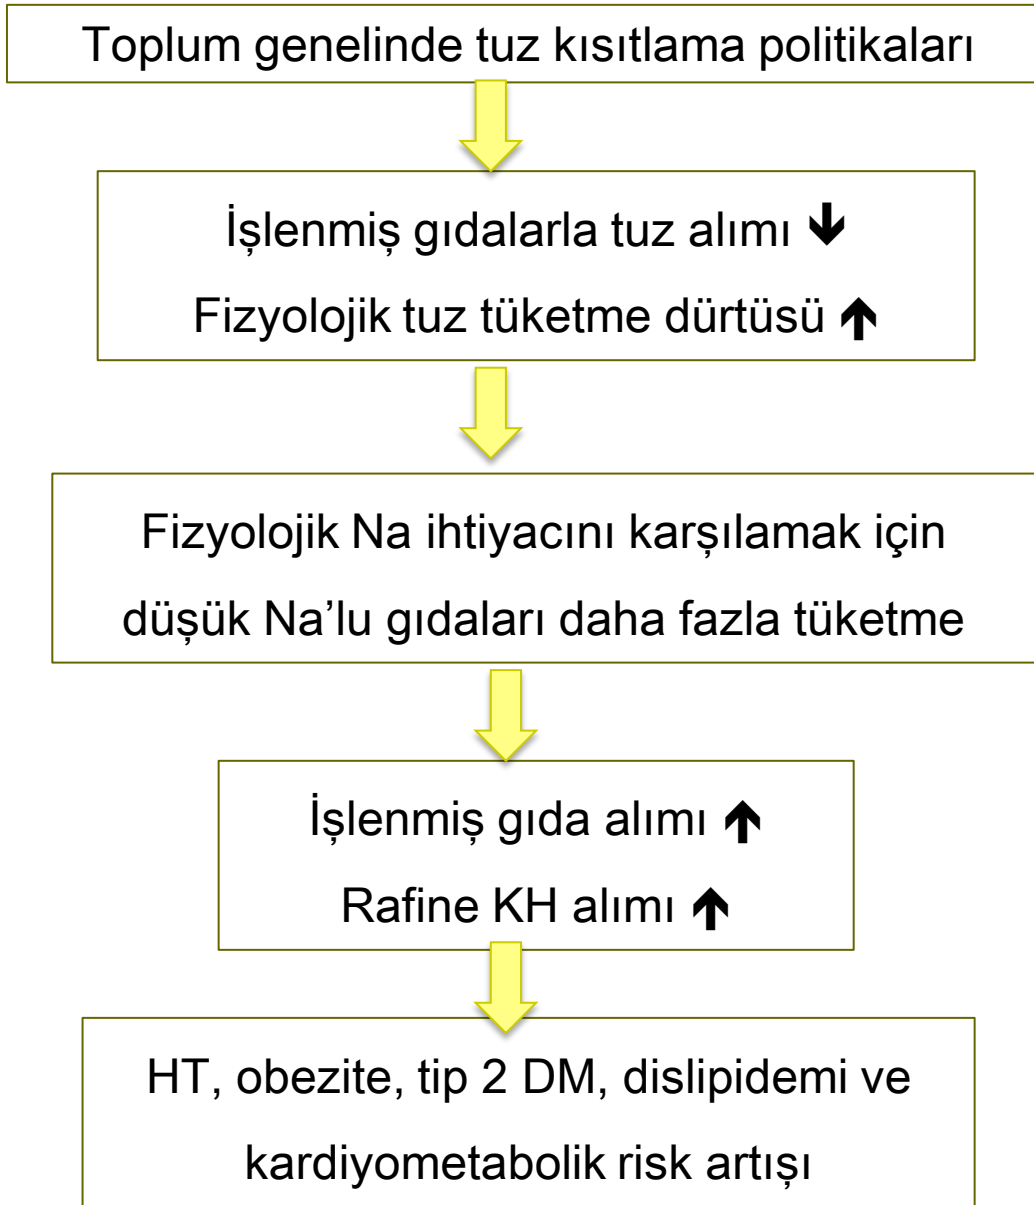 Toplum genelinde tuz kısıtlama politikaları
İşlenmiş gıdalarla tuz alımı 🡻
Fizyolojik tuz tüketme dürtüsü 🡹
Fizyolojik Na ihtiyacını karşılamak için
düşük Na’lu gıdaları daha fazla tüketme
İşlenmiş gıda alımı 🡹
Rafine KH alımı 🡹
HT, obezite, tip 2 DM, dislipidemi ve
kardiyometabolik risk artışı